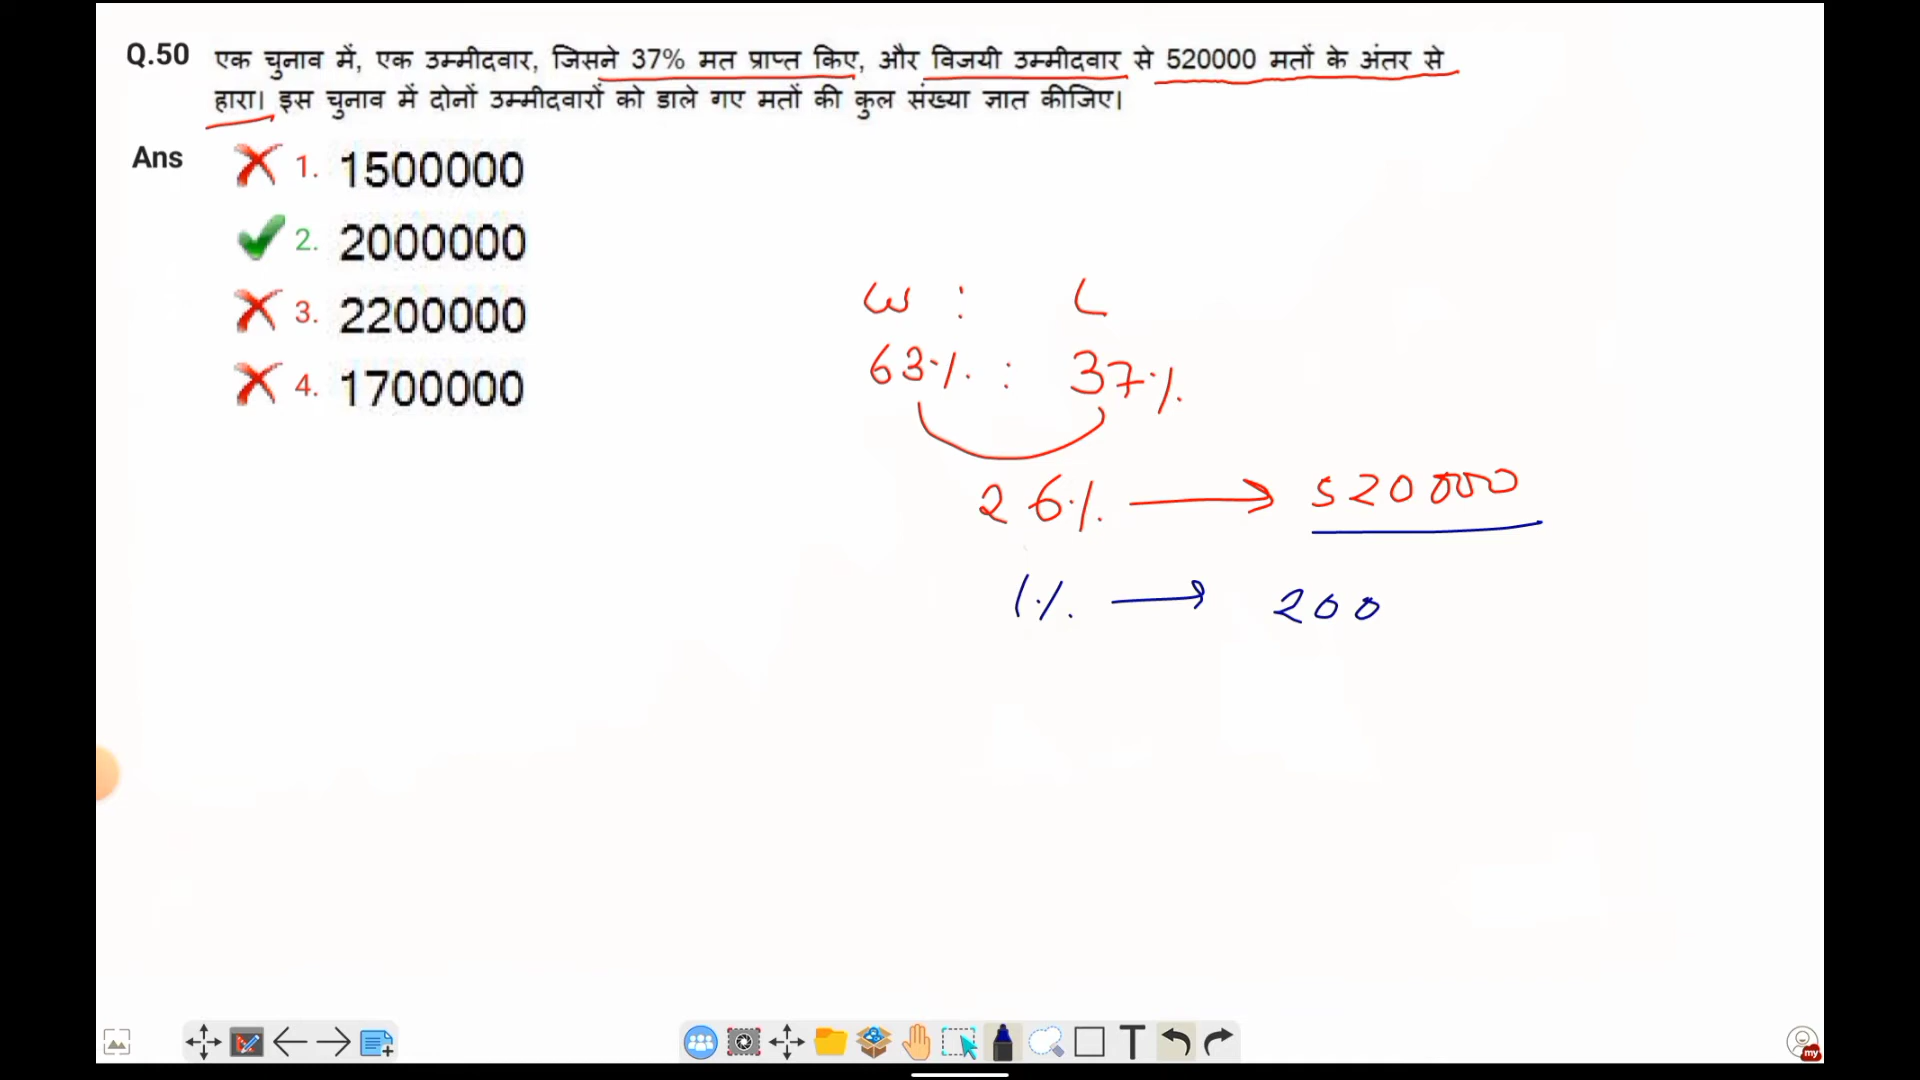 Q.50 एक चुनाव में, एक उम्मीदवार, जिसने 37% मत प्राप्त किए, और विजयी उम्मीदवार से 520000 मतों के अंतर से
हारा। इस चुनाव में दोनों उम्मीदवारों को डाले गए मतों की कुल संख्या ज्ञात कीजिए।
Ans
1. 1500000
2. 2000000
3. 2200000
4. 1700000
W : L
63% : 37%
26% → 520000
1% → 200
T
my